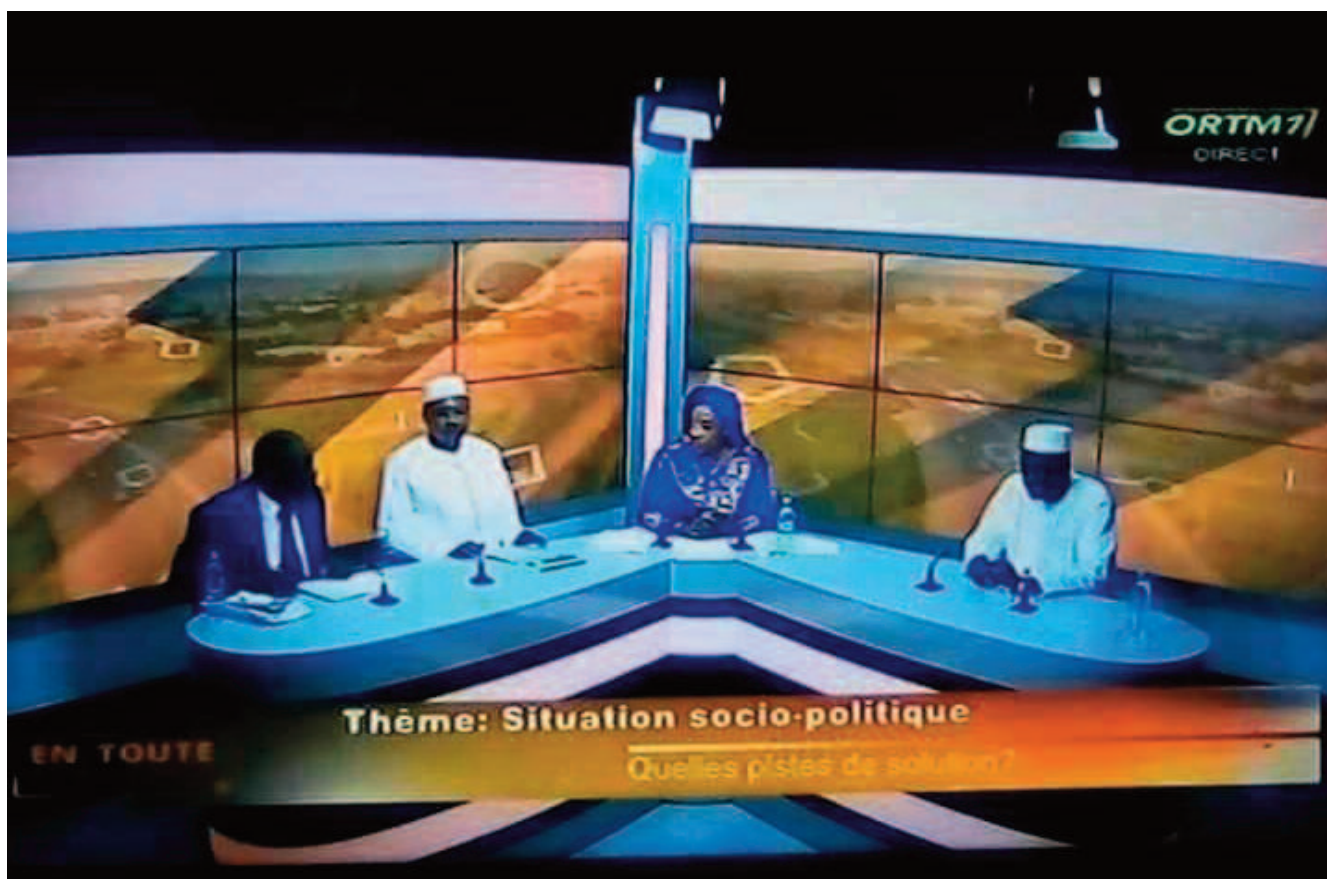 ORTM1
DIRECT
Thème: Situation socio-politique
EN TOUTE
Quelles pistes de solution?